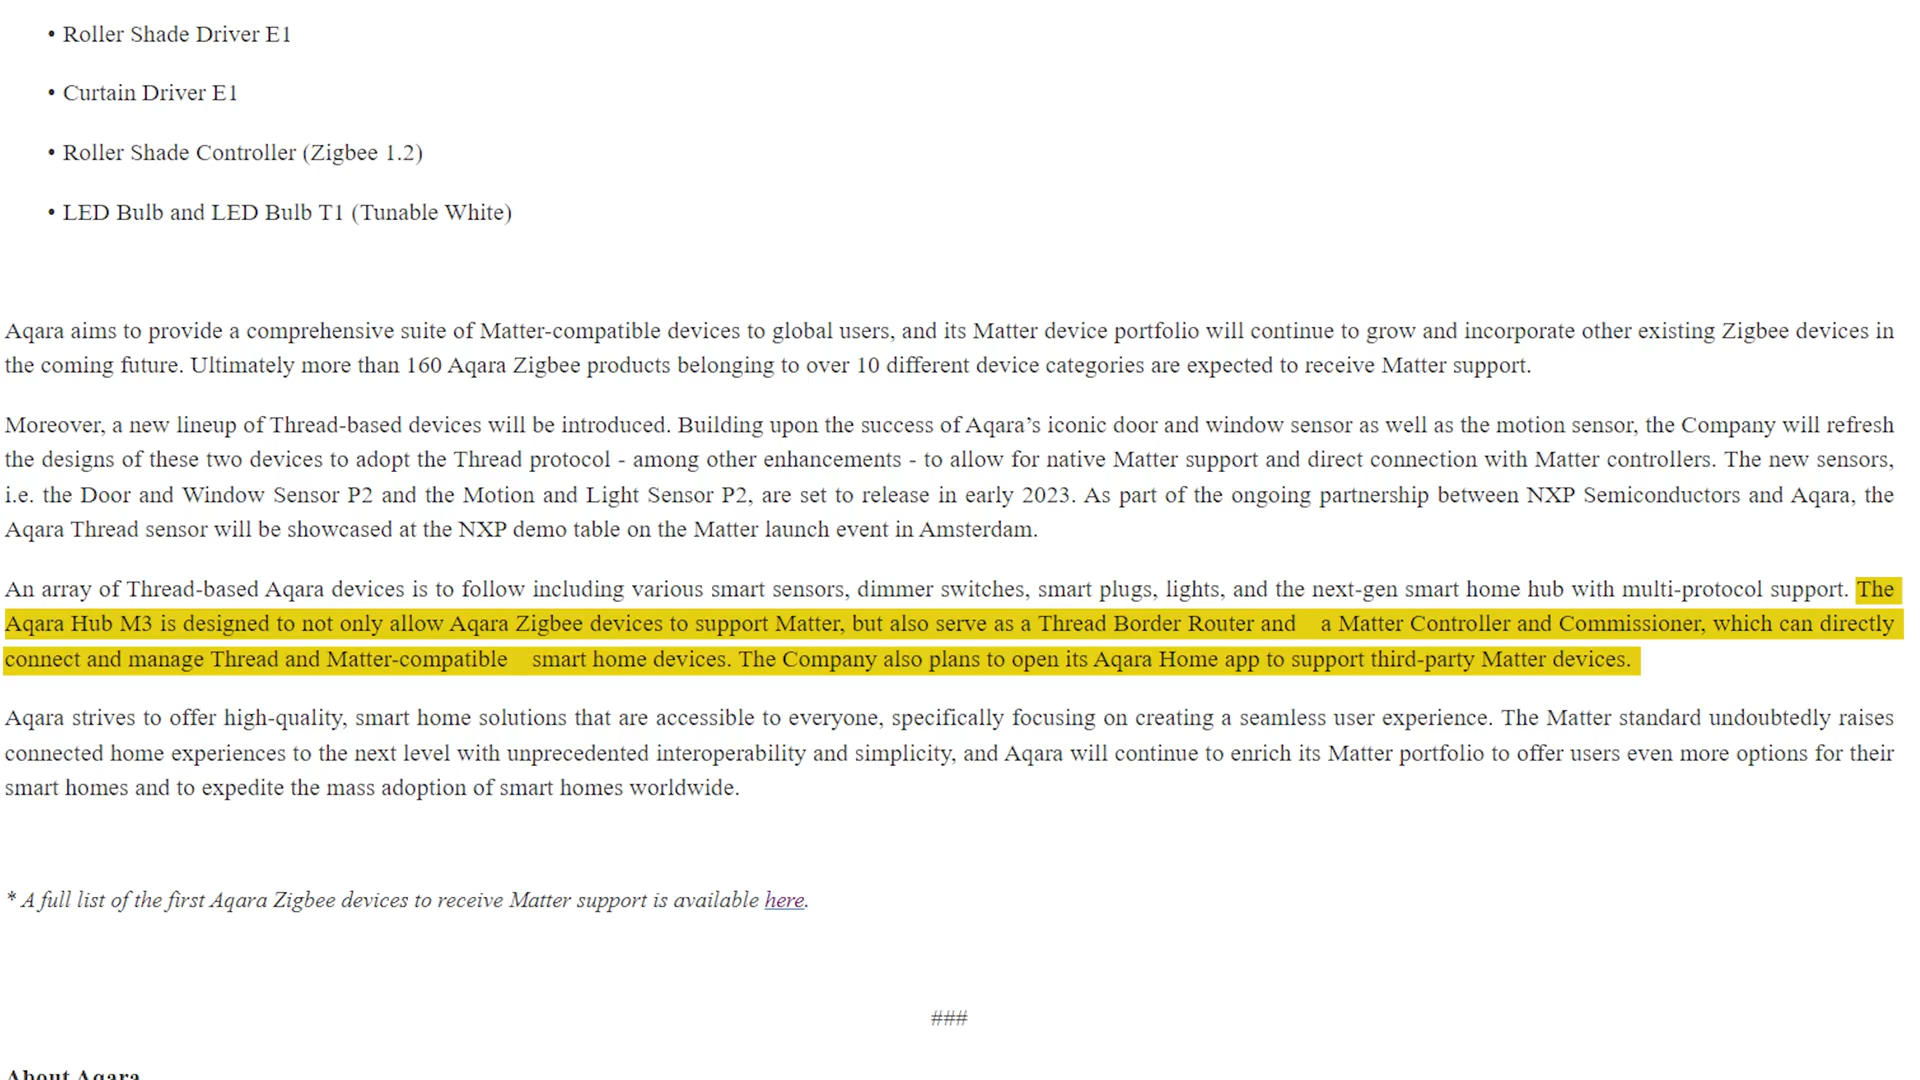 • Roller Shade Driver E1
• Curtain Driver E1
• Roller Shade Controller (Zigbee 1.2)
• LED Bulb and LED Bulb T1 (Tunable White)
Aqara aims to provide a comprehensive suite of Matter-compatible devices to global users, and its Matter device portfolio will continue to grow and incorporate other existing Zigbee devices in
the coming future. Ultimately more than 160 Aqara Zigbee products belonging to over 10 different device categories are expected to receive Matter support.
Moreover, a new lineup of Thread-based devices will be introduced. Building upon the success of Aqara’s iconic door and window sensor as well as the motion sensor, the Company will refresh
the designs of these two devices to adopt the Thread protocol - among other enhancements - to allow for native Matter support and direct connection with Matter controllers. The new sensors,
i.e. the Door and Window Sensor P2 and the Motion and Light Sensor P2, are set to release in early 2023. As part of the ongoing partnership between NXP Semiconductors and Aqara, the
Aqara Thread sensor will be showcased at the NXP demo table on the Matter launch event in Amsterdam.
An array of Thread-based Aqara devices is to follow including various smart sensors, dimmer switches, smart plugs, lights, and the next-gen smart home hub with multi-protocol support. The
Aqara Hub M3 is designed to not only allow Aqara Zigbee devices to support Matter, but also serve as a Thread Border Router and a Matter Controller and Commissioner, which can directly
connect and manage Thread and Matter-compatible smart home devices. The Company also plans to open its Aqara Home app to support third-party Matter devices.
Aqara strives to offer high-quality, smart home solutions that are accessible to everyone, specifically focusing on creating a seamless user experience. The Matter standard undoubtedly raises
connected home experiences to the next level with unprecedented interoperability and simplicity, and Aqara will continue to enrich its Matter portfolio to offer users even more options for their
smart homes and to expedite the mass adoption of smart homes worldwide.
* A full list of the first Aqara Zigbee devices to receive Matter support is available here.
###
About Aqara